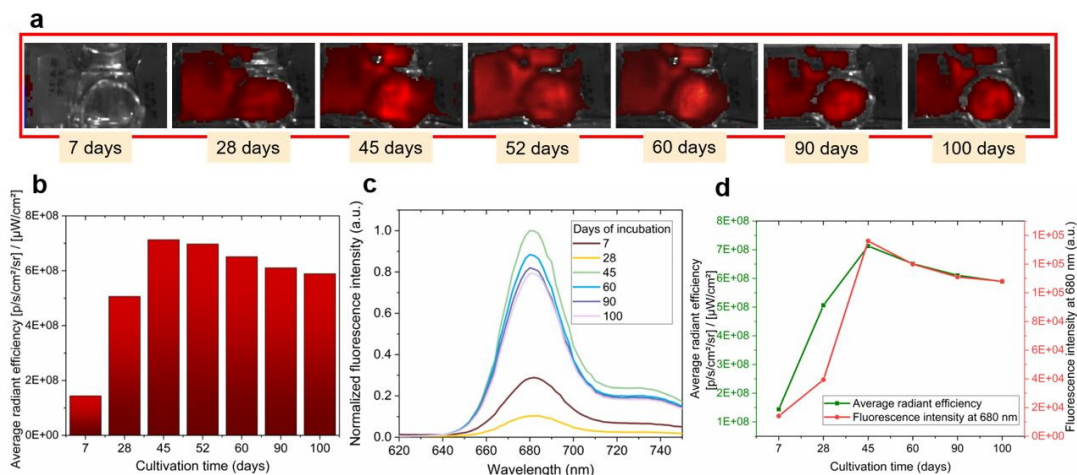 a
7 days
28 days
45 days
52 days
60 days
90 days
100 days
b
Average radiant efficiency [p/s/cm²/sr] / [µW/cm²]
8E+08
6E+08
4E+08
2E+08
0E+00
7 28 45 52 60 90 100
Cultivation time (days)
c
Normalized fluorescence intensity (a.u.)
1.0
0.8
0.6
0.4
0.2
0.0
620 640 660 680 700 720 740
Wavelength (nm)
Days of incubation
7
28
45
60
90
100
d
Average radiant efficiency
[p/s/cm²/sr] / [µW/cm²]
8E+08
7E+08
6E+08
5E+08
4E+08
3E+08
2E+08
1E+08
Average radiant efficiency
Fluorescence intensity at 680 nm
7 28 45 60 90 100
Cultivation time (days)
1E+05
1E+05
8E+04
6E+04
4E+04
2E+04
0E+00
Fluorescence intensity at 680 nm (a.u.)